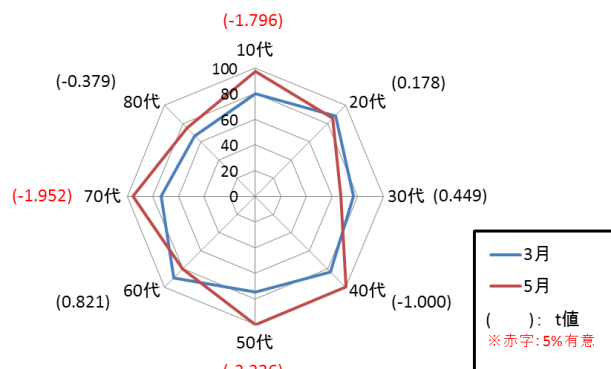 (-1.796)
10代
(-0.379)
100
(0.178)
80代
80
20代
60
40
20
(-1.952)
70代
0
30代
(0.449)
3月
5月
60代
40代
(0.821)
(-1.000)
( ): t値
50代
※赤字:5%有意